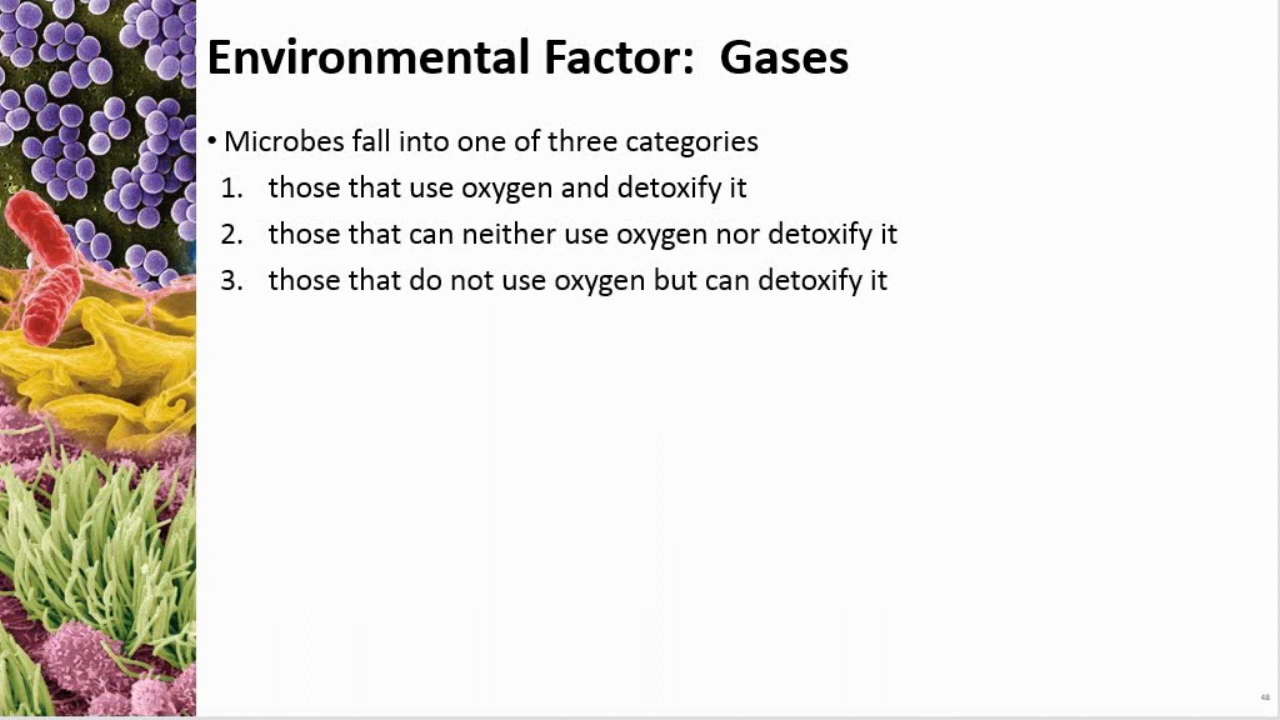 Environmental Factor: Gases
• Microbes fall into one of three categories
1. those that use oxygen and detoxify it
2. those that can neither use oxygen nor detoxify it
3. those that do not use oxygen but can detoxify it